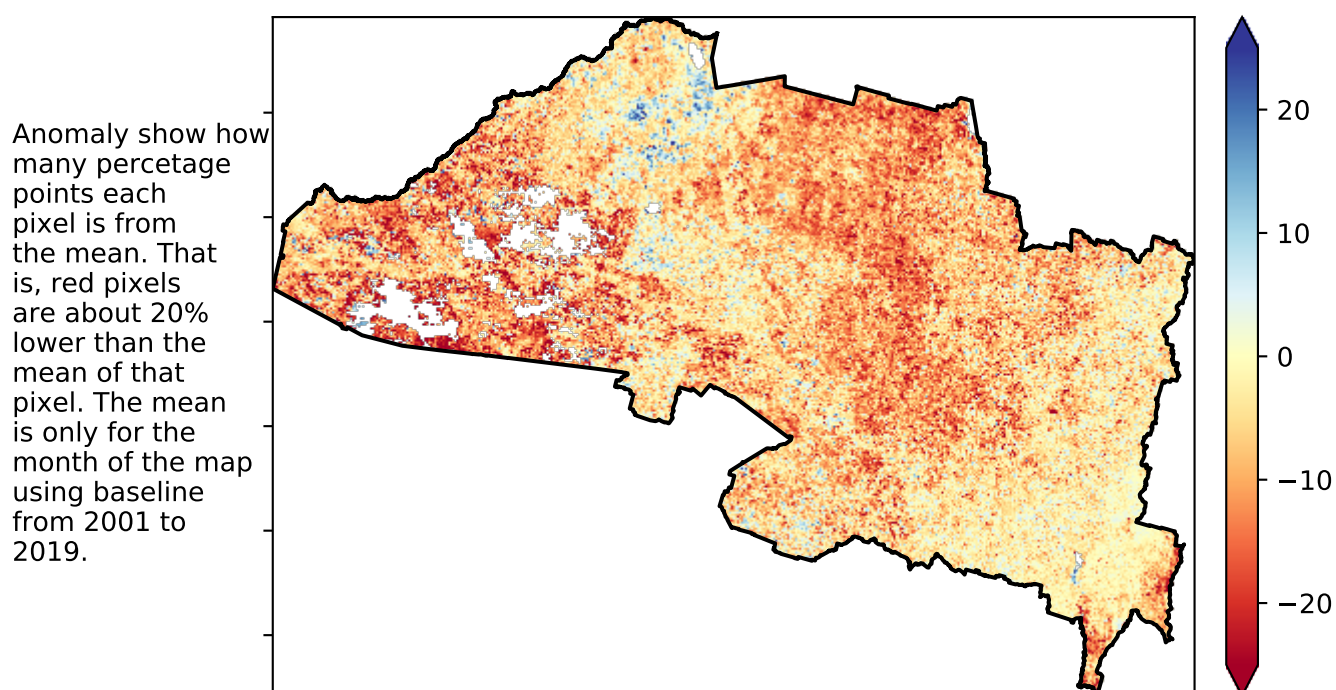 Anomaly show how
many percetage
points each
pixel is from
the mean. That
is, red pixels
are about 20%
lower than the
mean of that
pixel. The mean
is only for the
month of the map
using baseline
from 2001 to
2019.
20
10
0
−10
−20